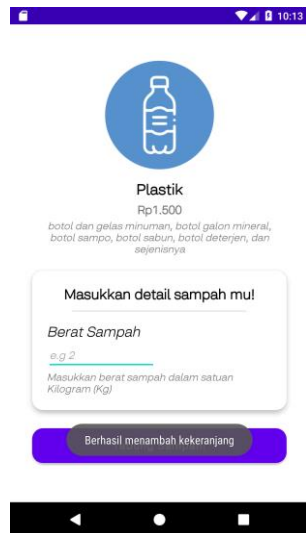 10:13
Plastik
Rp1.500
botol dan gelas minuman, botol galon mineral,
botol sampo, botol sabun, botol deterjen, dan
sejenisnya
Masukkan detail sampah mu!
Berat Sampah
e.g 2
Masukkan berat sampah dalam satuan
Kilogram (Kg)
Berhasil menambah kekeranjang